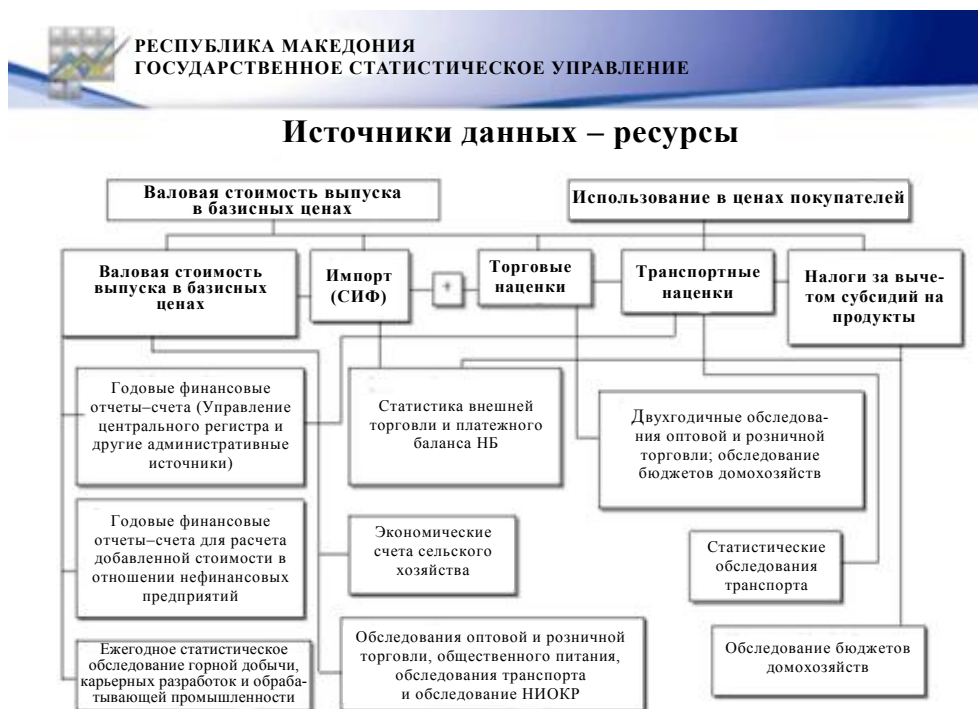 РЕСПУБЛИКА МАКЕДОНИЯ
ГОСУДАРСТВЕННОЕ СТАТИСТИЧЕСКОЕ УПРАВЛЕНИЕ
Источники данных – ресурсы
Валовая стоимость выпуска
в базисных ценах
Использование в ценах покупателей
Валовая стоимость
выпуска в базисных
ценах
Импорт
(СИФ)
+
Торговые
наценки
Транспортные
наценки
Налоги за выче-
том субсидий на
продукты
Годовые финансовые
отчеты–счета (Управление
центрального регистра и
другие административные
источники)
Статистика внешней
торговли и платежного
баланса НБ
Двухгодичные обследова-
ния оптовой и розничной
торговли; обследование
бюджетов домохозяйств
Годовые финансовые
отчеты–счета для расчета
добавленной стоимости в
отношении нефинансовых
предприятий
Экономические
счета сельского
хозяйства
Статистические
обследования
транспорта
Ежегодное статистическое
обследование горной добычи,
карьерных разработок и обраба-
тывающей промышленности
Обследования оптовой и розничной
торговли, общественного питания,
обследования транспорта
и обследование НИОКР
Обследование бюджетов
домохозяйств